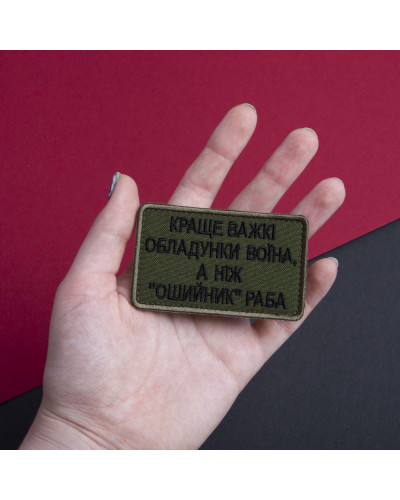 КРАЩЕ ВАЖКІ
ОБЛАДУНКИ ВОЇНА,
А НІЖ
"ОШИЙНИК" РАБА